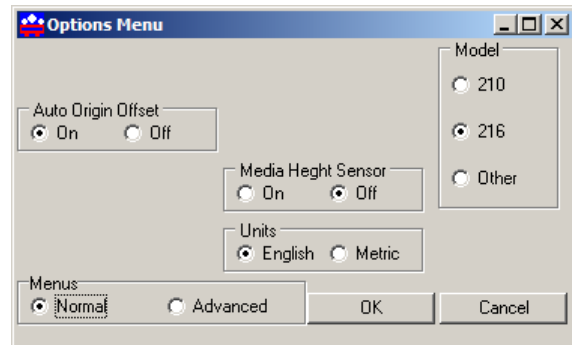 Options Menu
Model
210
Auto Origin Offset
On Off
216
Media Heght Sensor
On Off
Other
Units
English Metric
Menus
Normal Advanced
OK Cancel